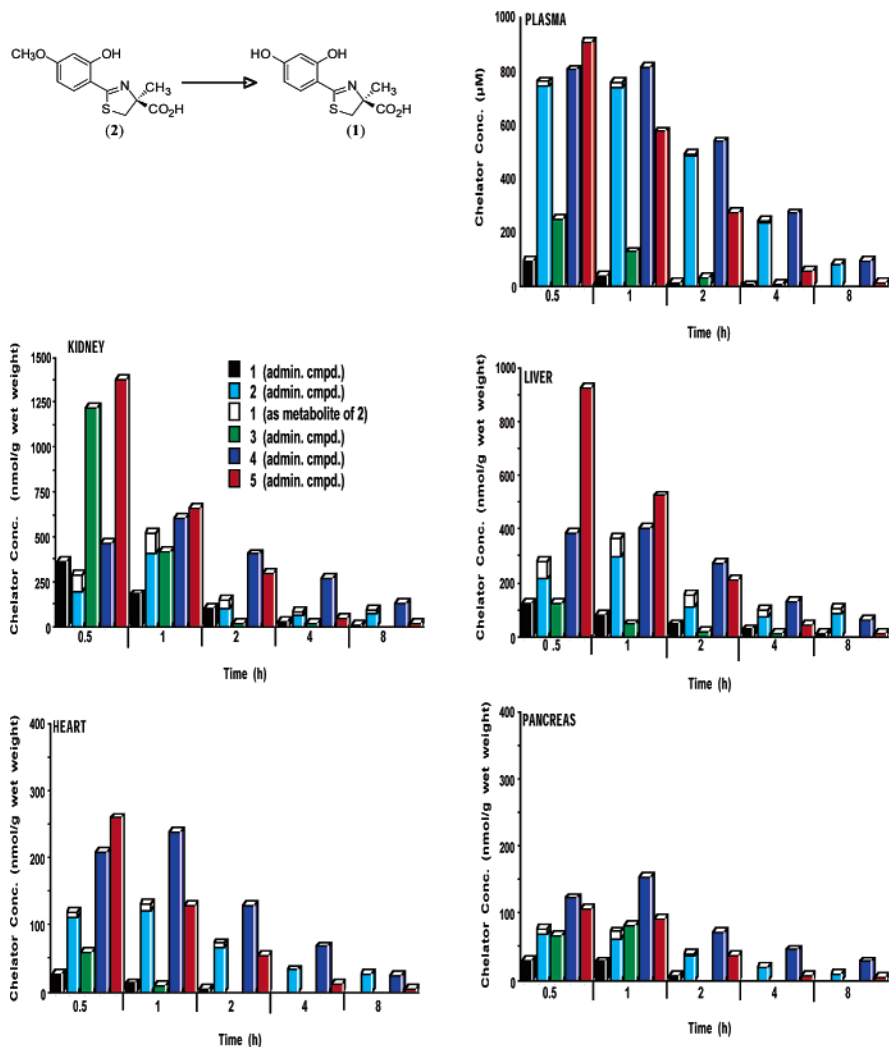 CH₃O OH
N
CH₃
S
CO₂H
(2)
HO OH
N
CH₃
S
CO₂H
(1)
PLASMA
Chelator Conc. (µM)
1000
800
600
400
200
0
0.5 1 2 4 8
Time (h)
KIDNEY
Chelator Conc. (nmol/g wet weight)
1500
1250
750
500
250
0
0.5 1 2 4 8
Time (h)
1 (admin. cmpd.)
2 (admin. cmpd.)
1 (as metabolite of 2)
3 (admin. cmpd.)
4 (admin. cmpd.)
5 (admin. cmpd.)
LIVER
Chelator Conc. (nmol/g wet weight)
1000
800
600
400
200
0
0 .5 1 2 4 8
Time (h)
HEART
Chelator Conc. (nmol/g wet weight)
400
300
200
100
0
0.5 1 2 4 8
Time (h)
PANCREAS
Chelator Conc. (nmol/g wet weight)
400
300
200
100
0
0.5 1 2 4 8
Time (h)